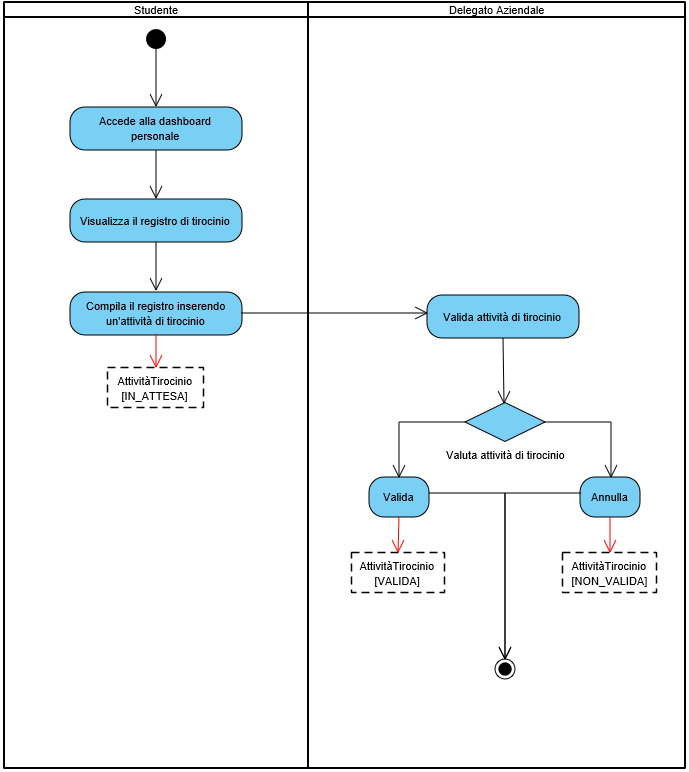 Studente
Delegato Aziendale
Accede alla dashboard
personale
Visualizza il registro di tirocinio
Compila il registro inserendo
un'attività di tirocinio
AttivitàTirocinio
[IN_ATTESA]
Valida attività di tirocinio
Valuta attività di tirocinio
Valida
Annulla
AttivitàTirocinio
[VALIDA]
AttivitàTirocinio
[NON_VALIDA]